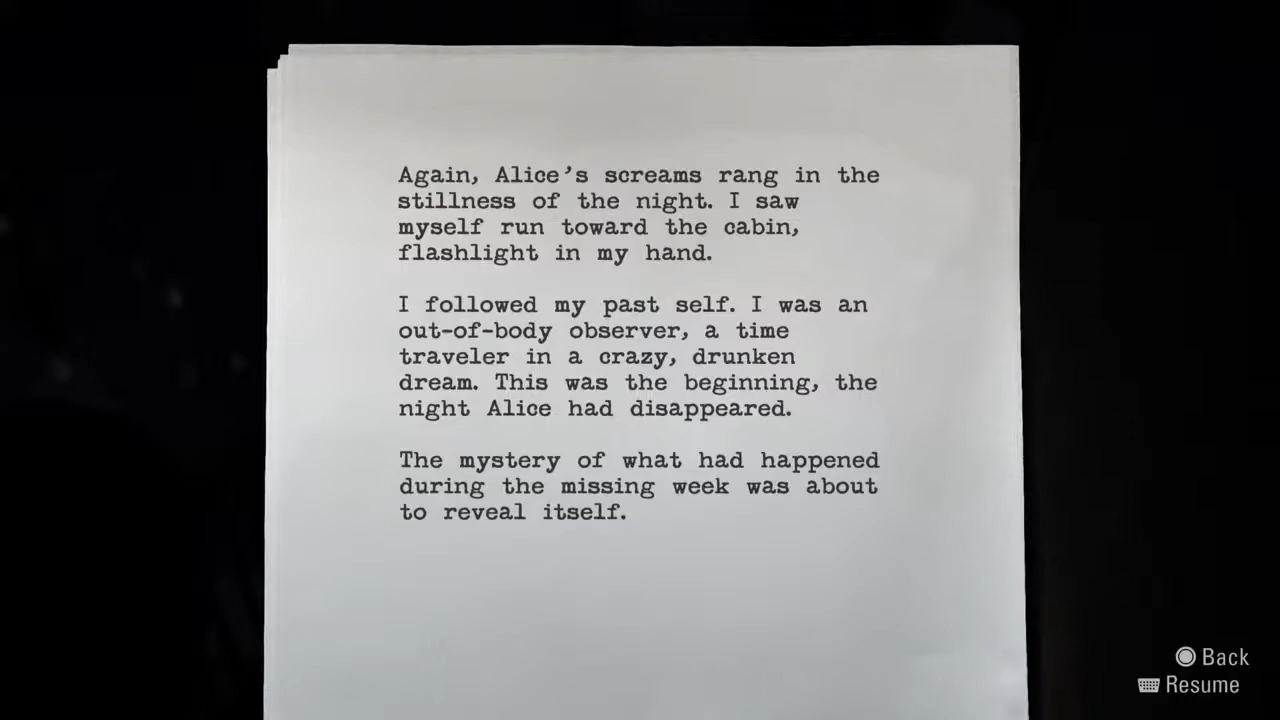 Again, Alice's screams rang in the
stillness of the night. I saw
myself run toward the cabin,
flashlight in my hand.
I followed my past self. I was an
out-of-body observer, a time
traveler in a crazy, drunken
dream. This was the beginning, the
night Alice had disappeared.
The mystery of what had happened
during the missing week was about
to reveal itself.
Back
Resume